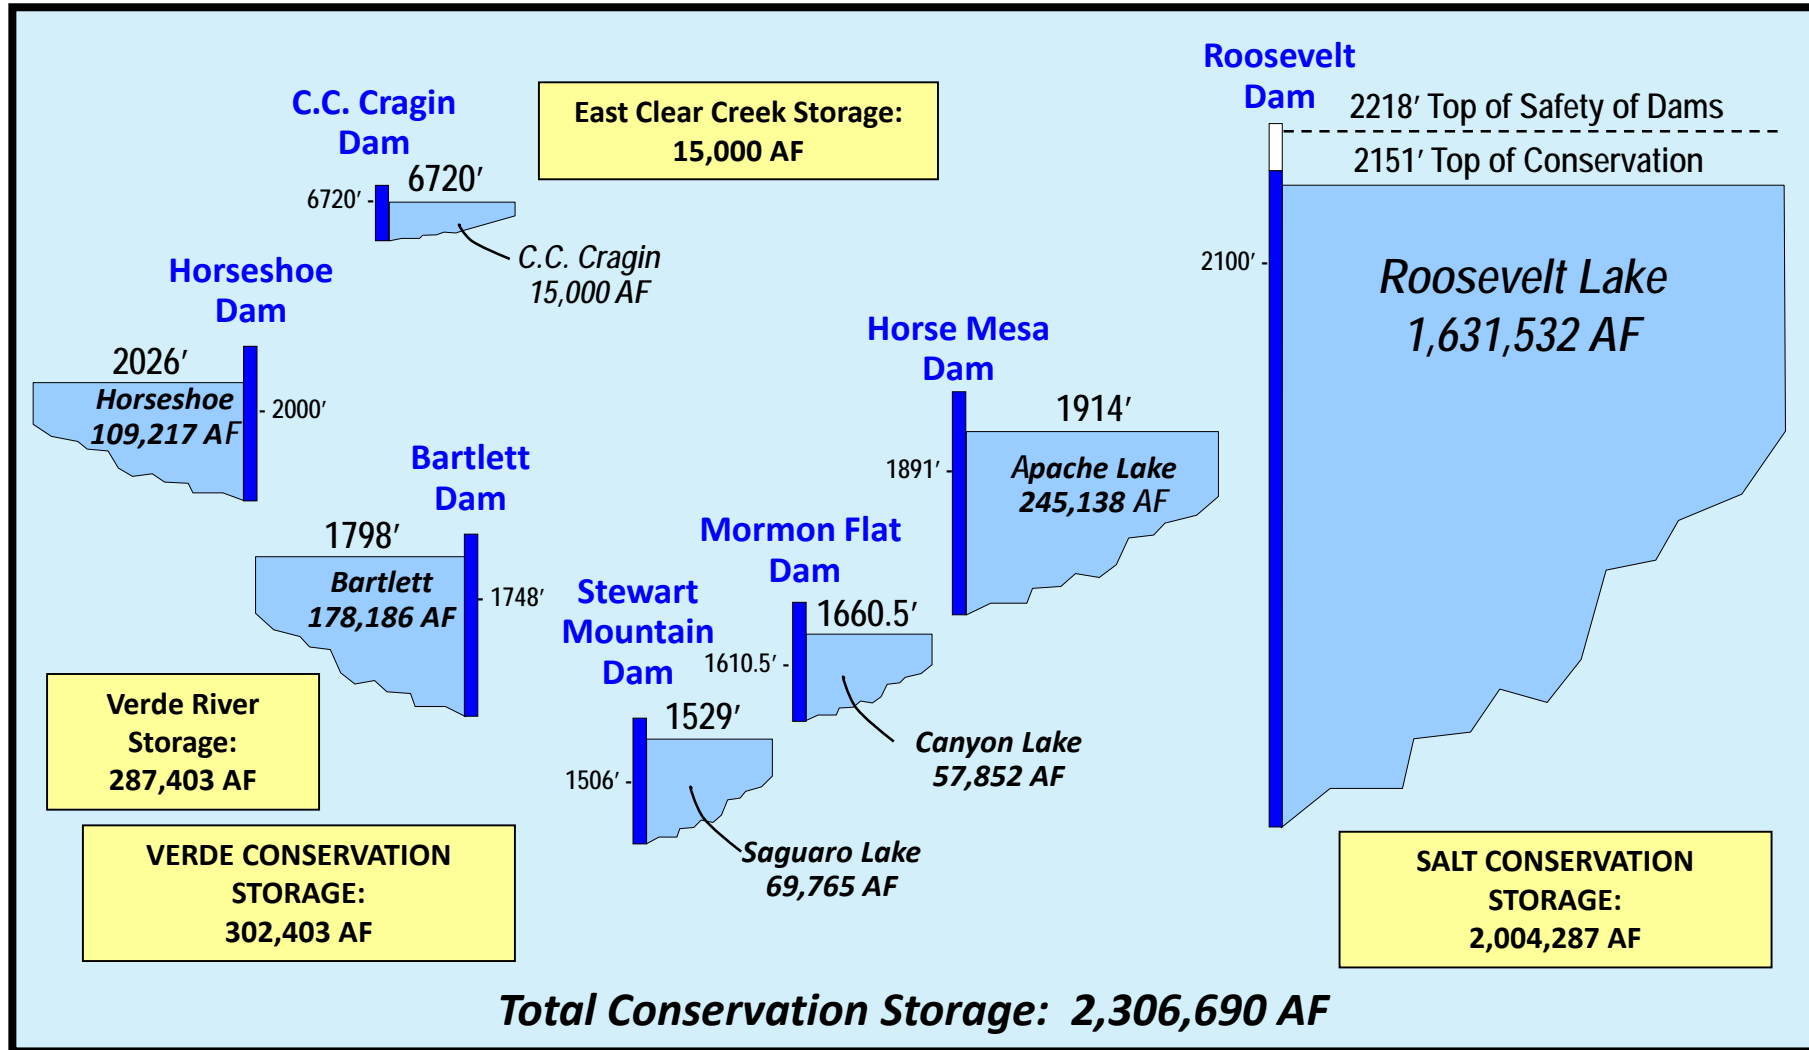 C.C. Cragin
Dam
6720′
6720′ -
C.C. Cragin
15,000 AF
East Clear Creek Storage:
15,000 AF
Roosevelt
Dam
2218′ Top of Safety of Dams
2151′ Top of Conservation
2100′ -
Roosevelt Lake
1,631,532 AF
Horseshoe
Dam
2026′
Horseshoe
109,217 AF
- 2000′
Horse Mesa
Dam
1914′
1891′ -
Apache Lake
245,138 AF
Bartlett
Dam
1798′
Bartlett
178,186 AF
- 1748′
Mormon Flat
Dam
1660.5′
1610.5′ -
Canyon Lake
57,852 AF
Stewart
Mountain
Dam
1529′
1506′ -
Saguaro Lake
69,765 AF
Verde River
Storage:
287,403 AF
VERDE CONSERVATION
STORAGE:
302,403 AF
SALT CONSERVATION
STORAGE:
2,004,287 AF
Total Conservation Storage: 2,306,690 AF